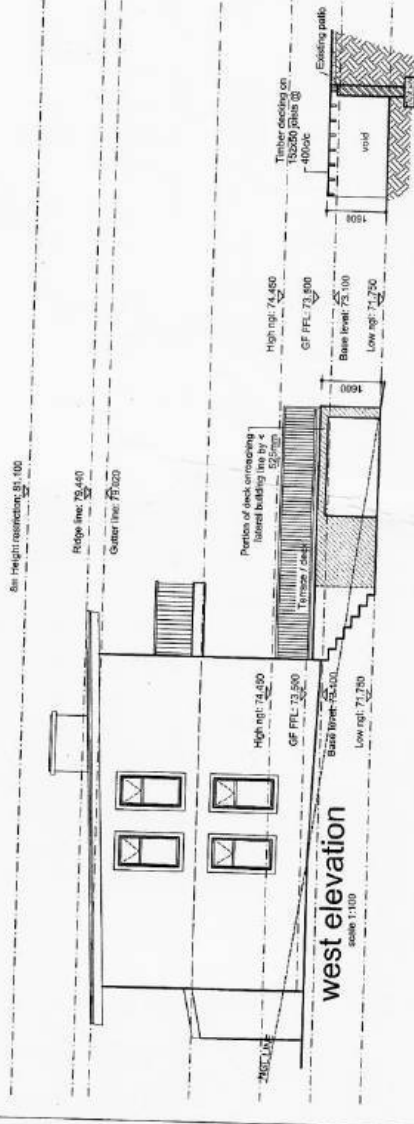 8m Height restriction: 81,100
Ridge line: 79,440
Gutter line: 79,020
Timber decking on
152x50 joists @
400o/c
Existing patio
High ngl: 74,450
GF FFL: 73,500
Base level: 73,100
Low ngl: 71,750
1600
void
Portion of deck encroaching
lateral building line by <
525mm
Terrace / deck
1600
High ngl: 74,450
GF FFL: 73,500
Base level: 73,100
Low ngl: 71,750
NGL LINE
west elevation
scale 1:100